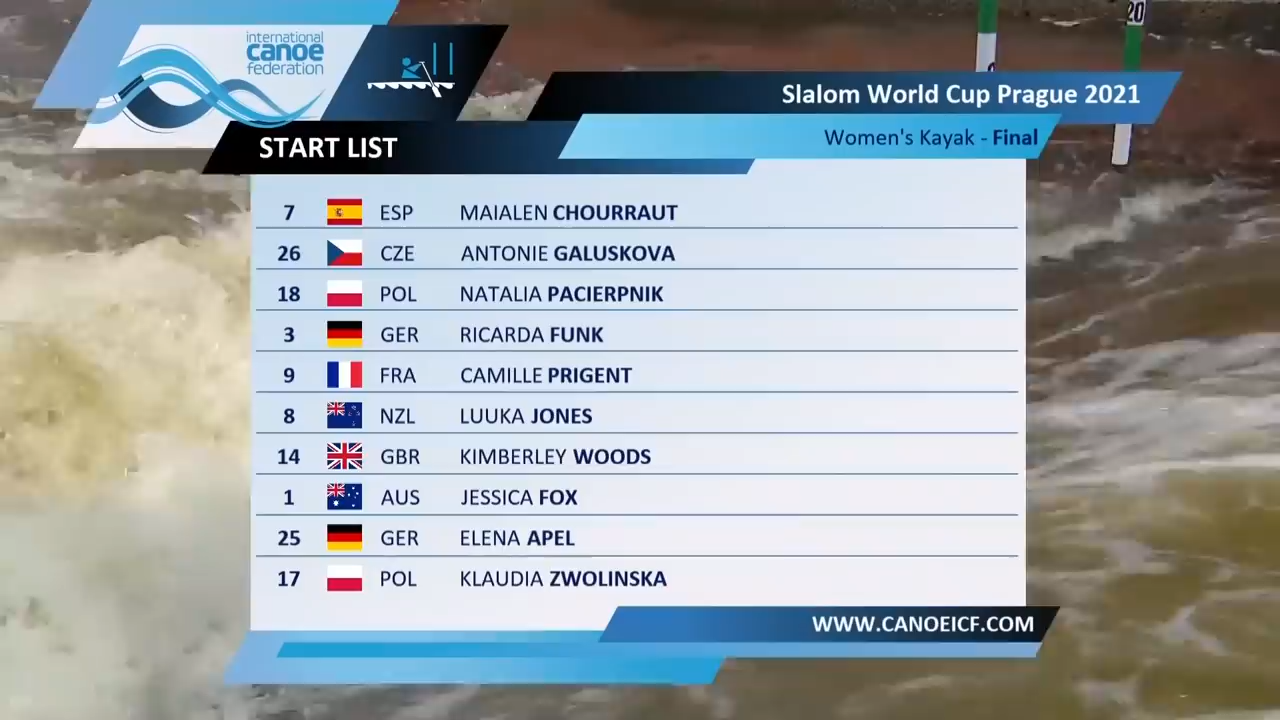 international
canoe
federation
20
Slalom World Cup Prague 2021
START LIST
Women's Kayak - Final
7 ESP MAIALEN CHOURRAUT
26 CZE ANTONIE GALUSKOVA
18 POL NATALIA PACIERPNIK
3 GER RICARDA FUNK
9 FRA CAMILLE PRIGENT
8 NZL LUUKA JONES
14 GBR KIMBERLEY WOODS
1 AUS JESSICA FOX
25 GER ELENA APEL
17 POL KLAUDIA ZWOLINSKA
WWW.CANOEICF.COM